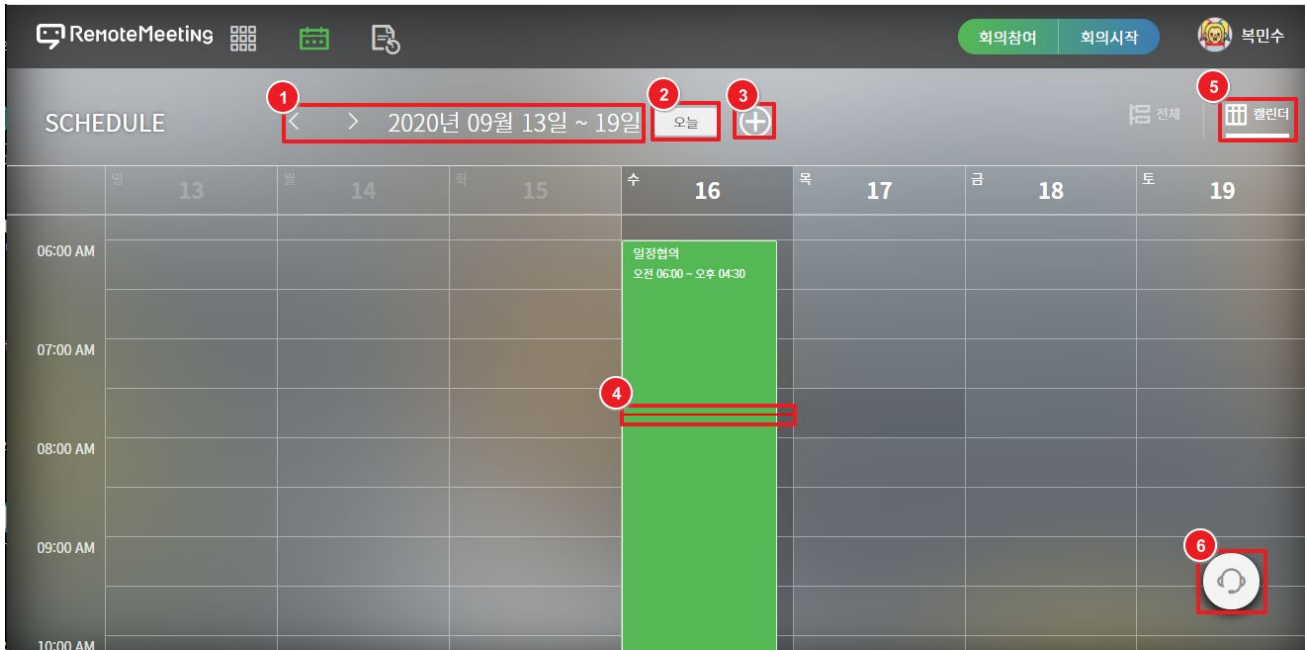 RemoteMeeting
회의참여 회의시작
복민수
1 2 3 5
SCHEDULE
< > 2020년 09월 13일 ~ 19일
오늘
전체
캘린더
일 13 월 14 화 15 수 16 목 17 금 18 토 19
06:00 AM
일정협의
오전 06:00 ~ 오후 04:30
07:00 AM
4
08:00 AM
09:00 AM
6
10:00 AM